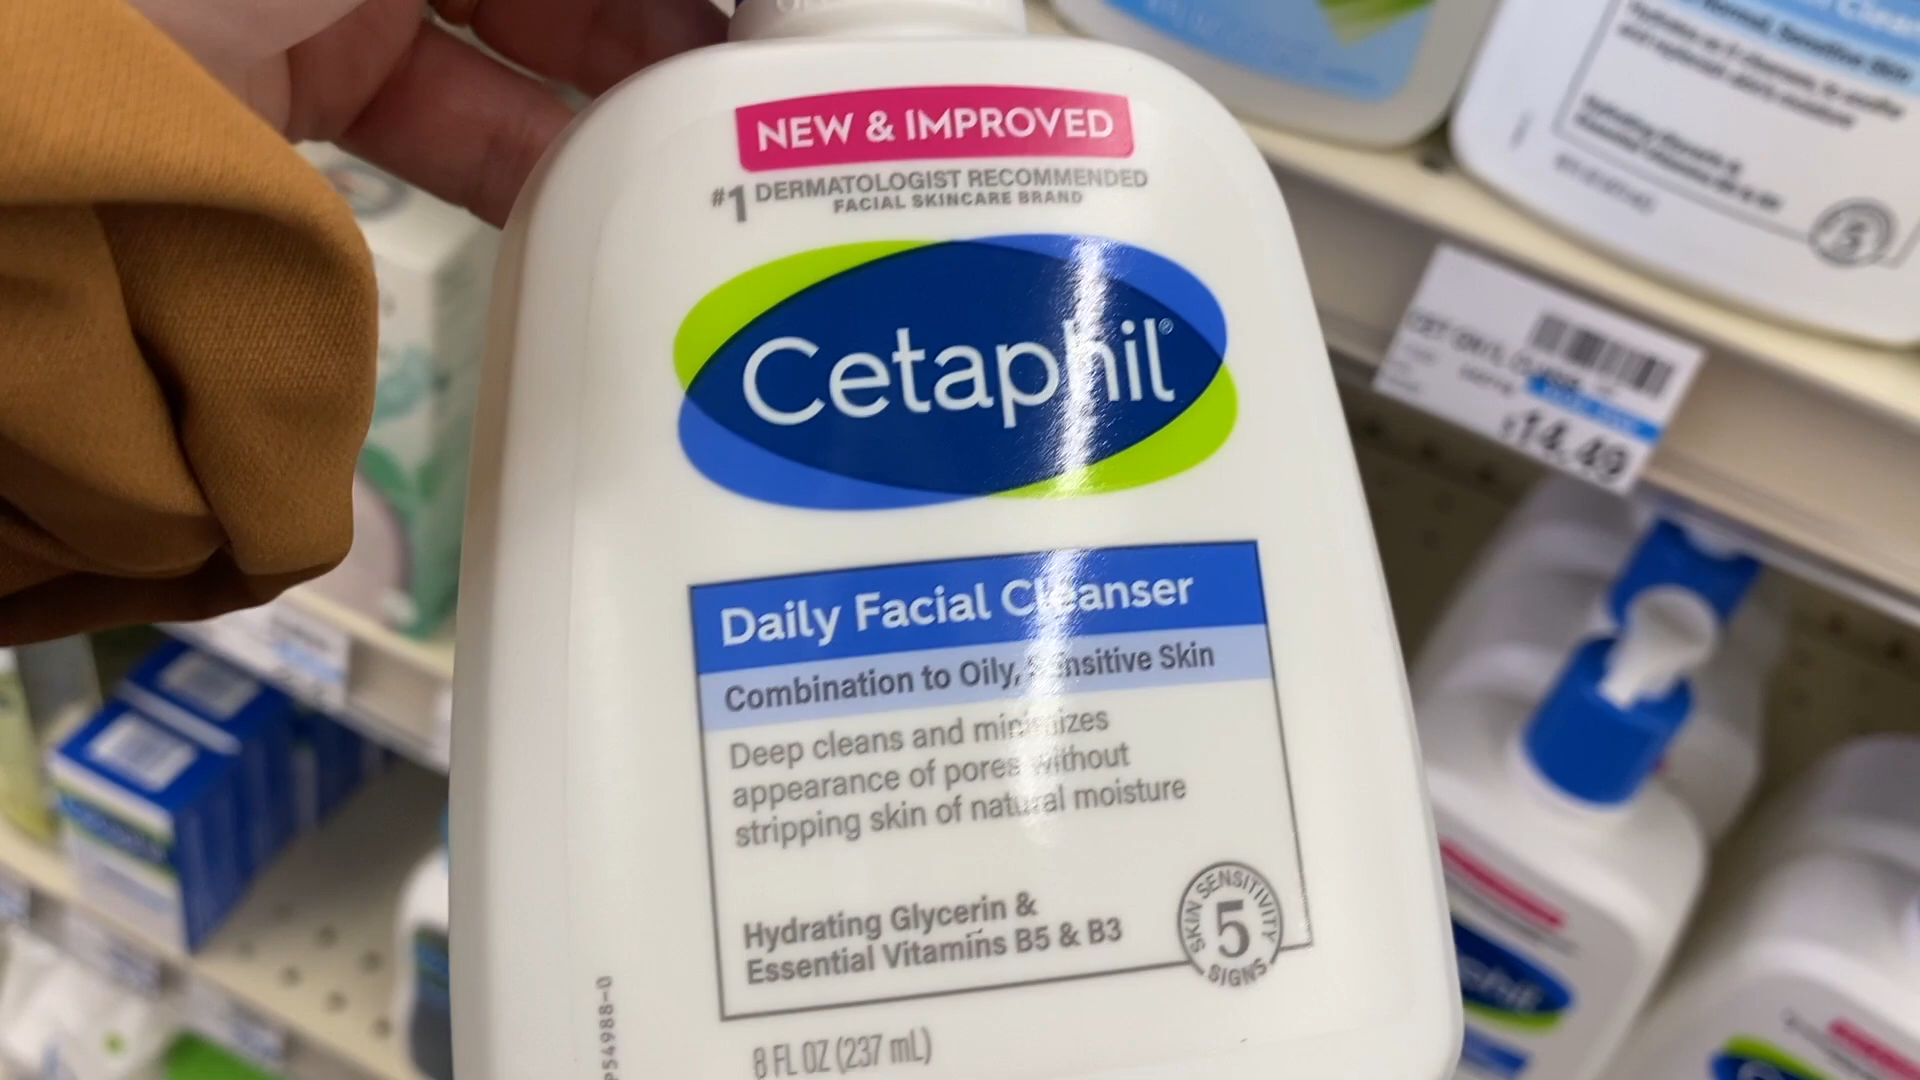 NEW & IMPROVED
#1 DERMATOLOGIST RECOMMENDED
FACIAL SKINCARE BRAND
Cetaphil®
Daily Facial Cleanser
Combination to Oily, Sensitive Skin
Deep cleans and minimizes
appearance of pores without
stripping skin of natural moisture
Hydrating Glycerin &
Essential Vitamins B5 & B3
SKIN SENSITIVITY
5
SIGNS
8 FL OZ (237 mL)
P54988-0
14.49